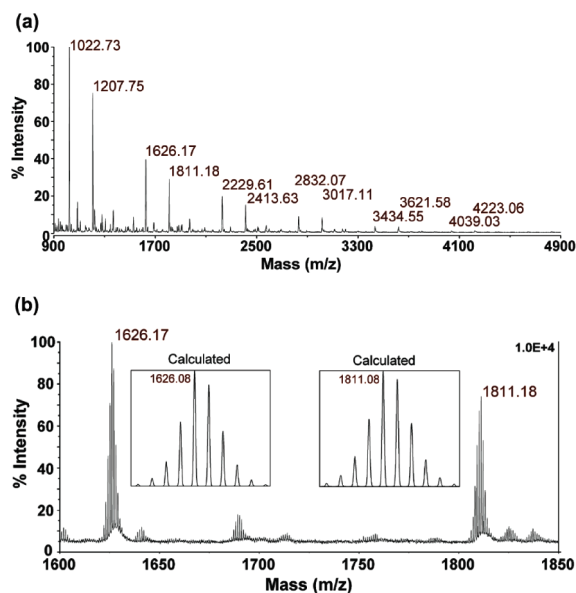 (a)
1022.73
1207.75
1626.17
1811.18
2229.61
2413.63
2832.07
3017.11
3434.55
3621.58
4039.03
4223.06
100
80
60
40
20
0
% Intensity
900 1700 2500 3300 4100 4900
Mass (m/z)
(b)
1626.17
1.0E+4
Calculated
1626.08
Calculated
1811.08
1811.18
100
80
60
40
20
0
% Intensity
1600 1650 1700 1750 1800 1850
Mass (m/z)